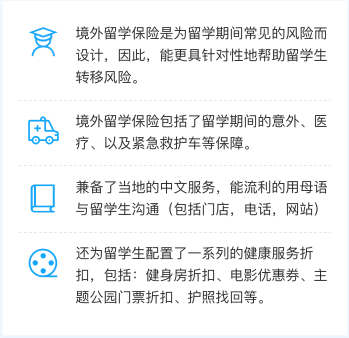 境外留学保险是为留学期间常见的风险而
设计，因此，能更具针对性地帮助留学生
转移风险。
境外留学保险包括了留学期间的意外、医
疗、以及紧急救护车等保障。
兼备了当地的中文服务，能流利的用母语
与留学生沟通（包括门店，电话，网站）
还为留学生配置了一系列的健康服务折
扣，包括：健身房折扣、电影优惠券、主
题公园门票折扣、护照找回等。